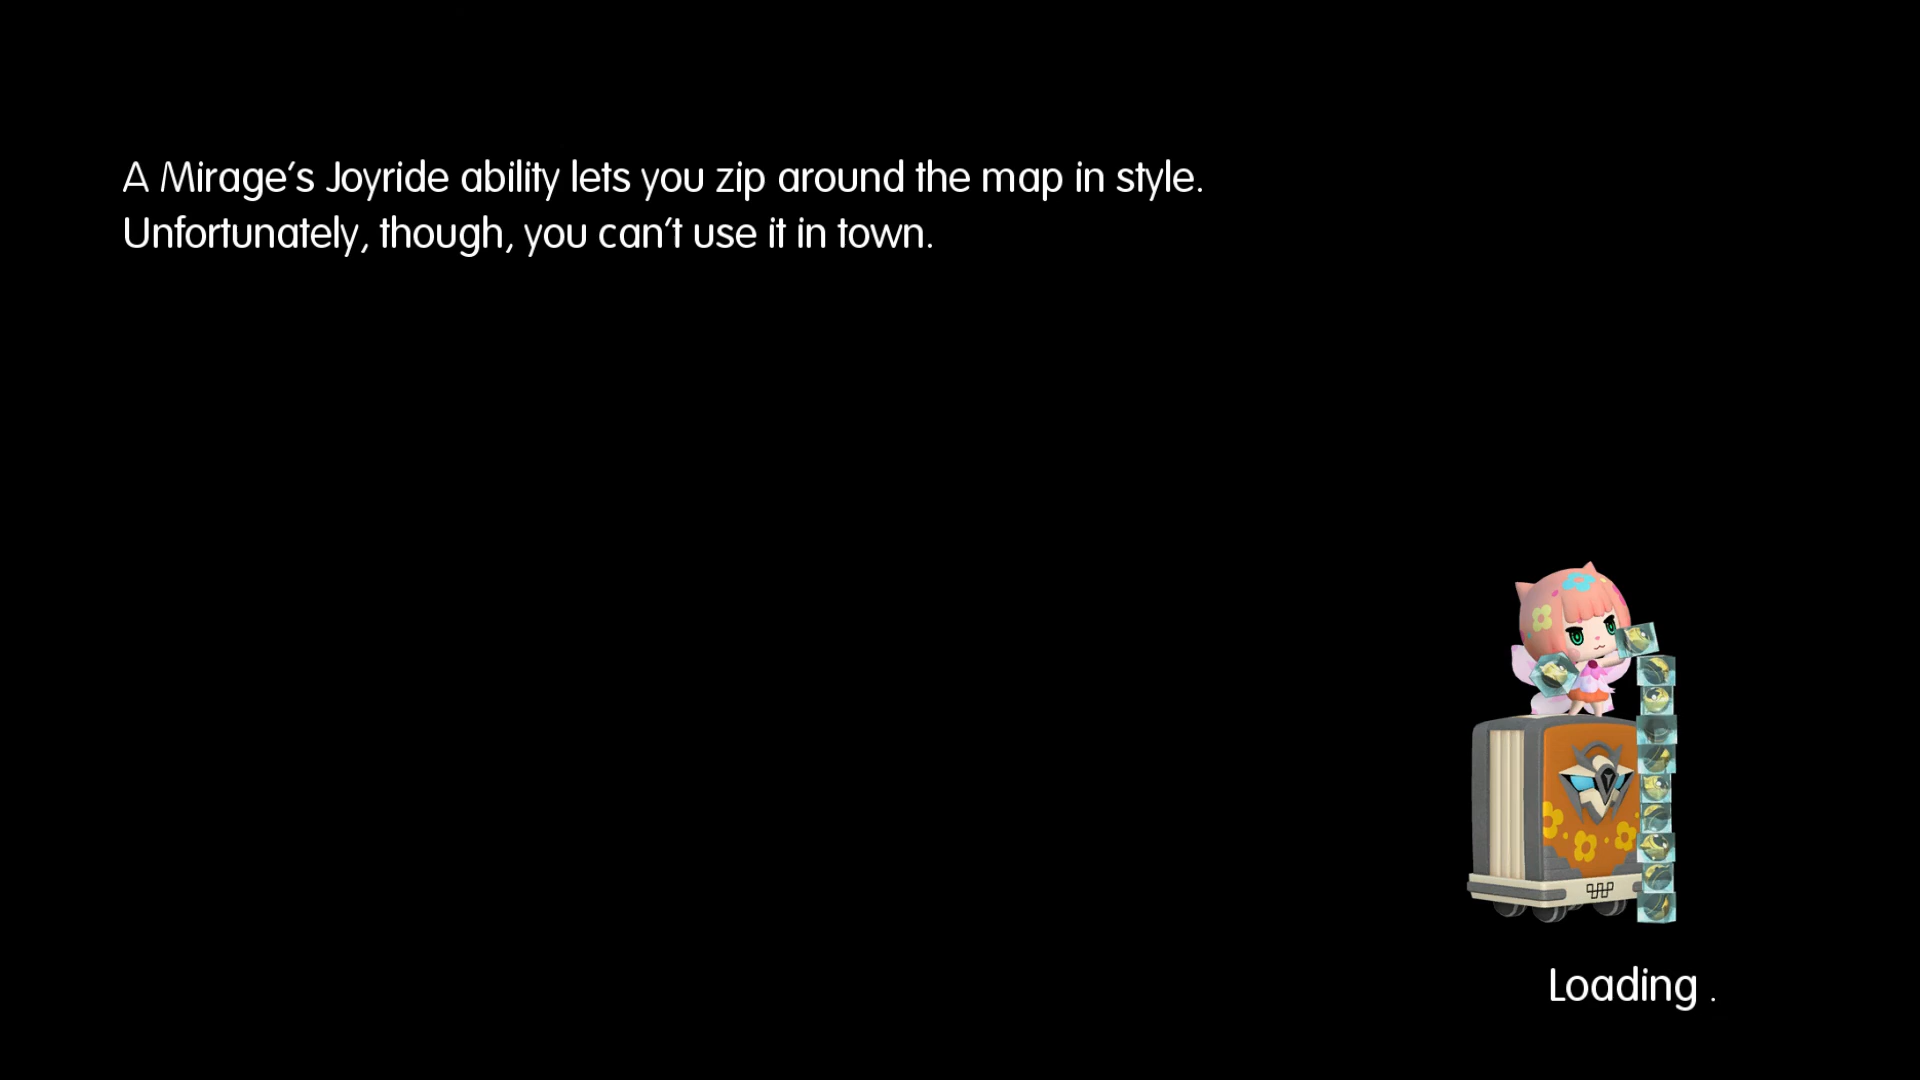 A Mirage's Joyride ability lets you zip around the map in style.
Unfortunately, though, you can't use it in town.
Loading .